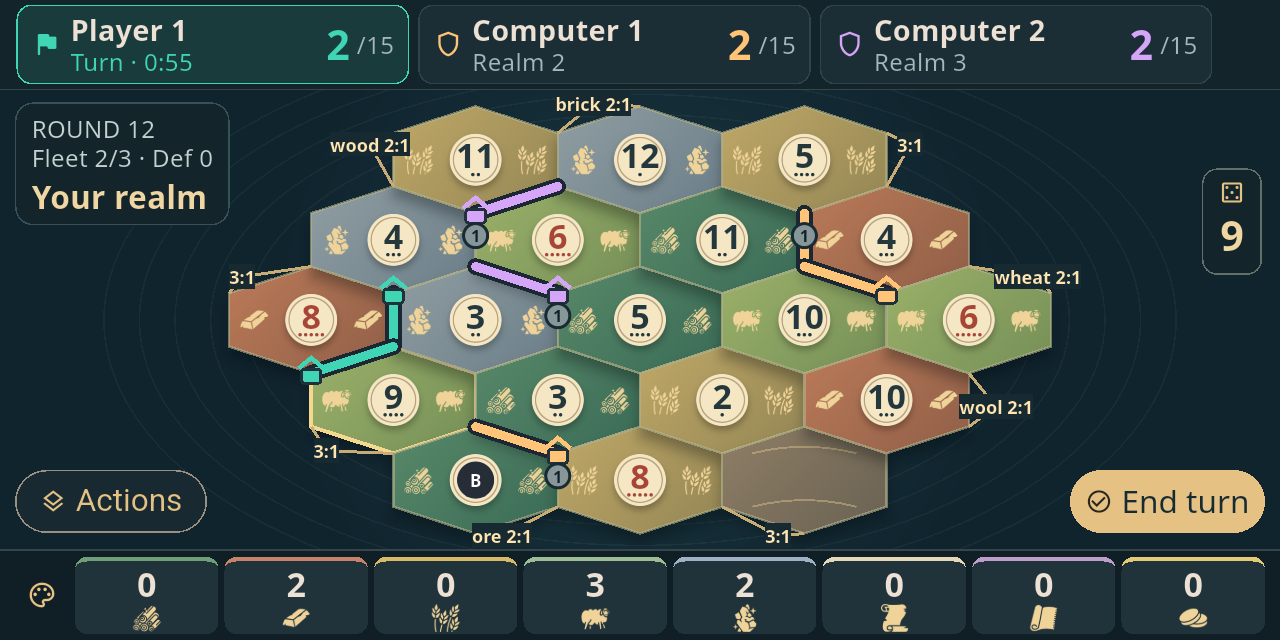 Player 1
Turn · 0:55
2 /15
Computer 1
Realm 2
2 /15
Computer 2
Realm 3
2 /15
ROUND 12
Fleet 2/3 · Def 0
Your realm
brick 2:1
wood 2:1
3:1
11
12
5
4
1
6
11
1
4
9
3:1
wheat 2:1
8
3
1
5
10
6
9
3
2
10
wool 2:1
3:1
B
1
8
ore 2:1
3:1
Actions
End turn
0
2
0
3
2
0
0
0